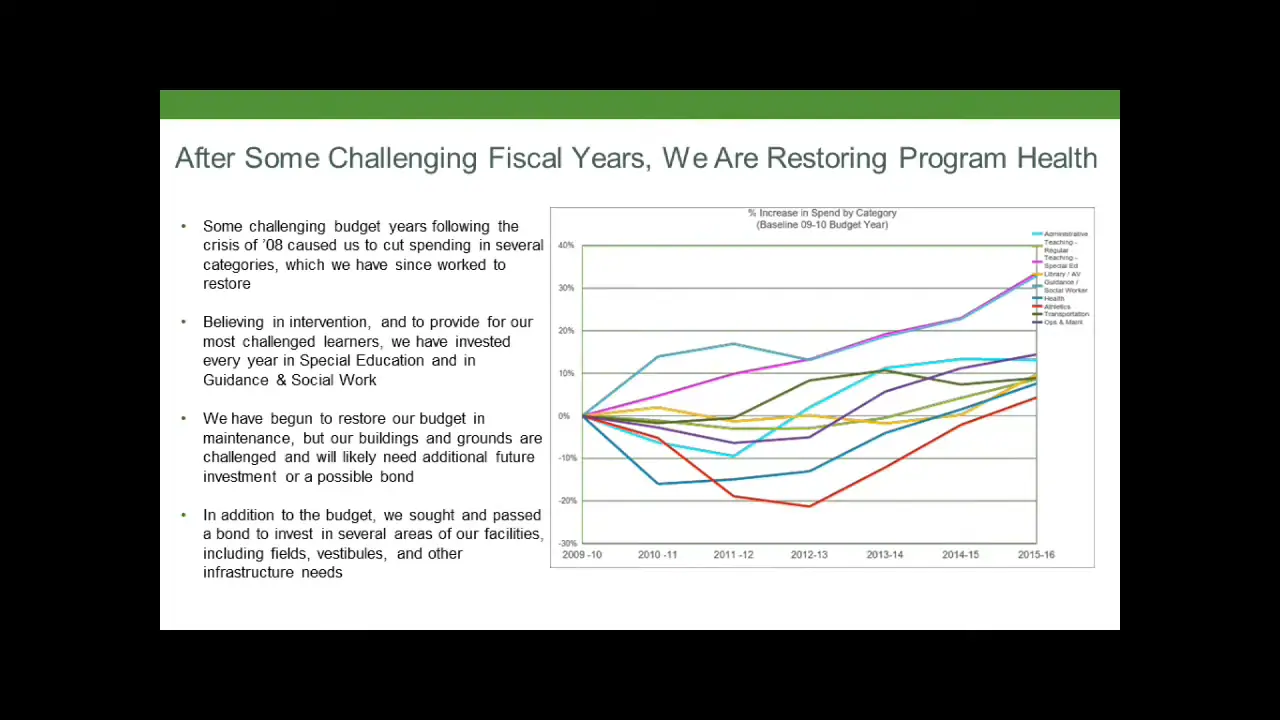 After Some Challenging Fiscal Years, We Are Restoring Program Health
• Some challenging budget years following the
crisis of ’08 caused us to cut spending in several
categories, which we have since worked to
restore
• Believing in intervention, and to provide for our
most challenged learners, we have invested
every year in Special Education and in
Guidance & Social Work
• We have begun to restore our budget in
maintenance, but our buildings and grounds are
challenged and will likely need additional future
investment or a possible bond
• In addition to the budget, we sought and passed
a bond to invest in several areas of our facilities,
including fields, vestibules, and other
infrastructure needs
% Increase in Spend by Category
(Baseline 09-10 Budget Year)
40%
30%
20%
10%
0%
-10%
-20%
-30%
2009 -10 2010 -11 2011 -12 2012-13 2013-14 2014-15 2015-16
Administrative
Teaching -
Regular
Teaching -
Special Ed
Library / AV
Guidance /
Social Worker
Health
Athletics
Transportation
Ops & Maint